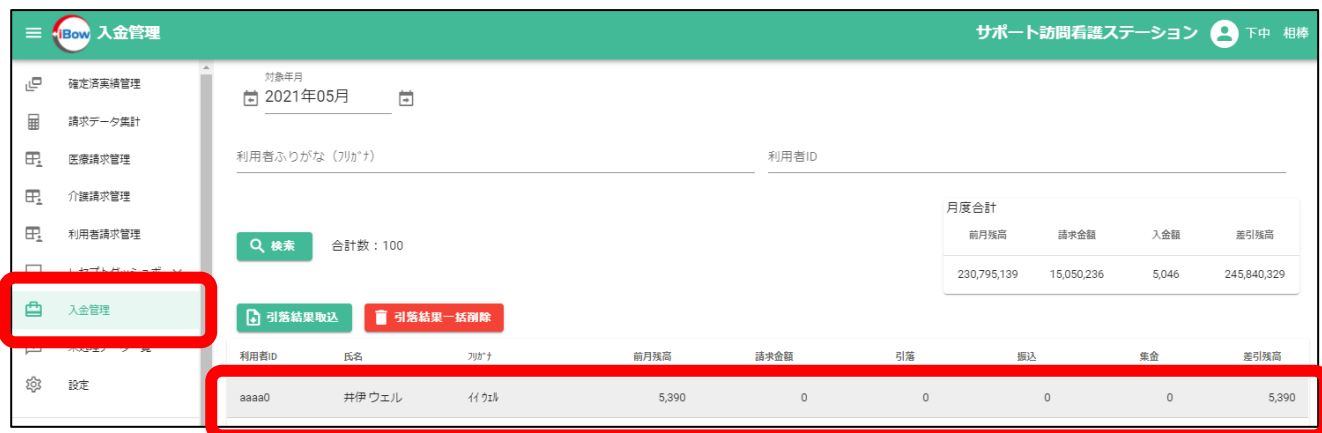 iBow 入金管理
サポート訪問看護ステーション 下中 相棒
確定済実績管理
請求データ集計
医療請求管理
介護請求管理
利用者請求管理
入金管理
設定
対象年月
2021年05月
利用者ふりがな（フリガナ）
利用者ID
検索
合計数：100
月度合計
前月残高 請求金額 入金額 差引残高
230,795,139 15,050,236 5,046 245,840,329
引落結果取込
引落結果一括削除
利用者ID 氏名 フリガナ 前月残高 請求金額 引落 振込 集金 差引残高
aaaa0 井伊 ウェル イイ ウェル 5,390 0 0 0 0 5,390